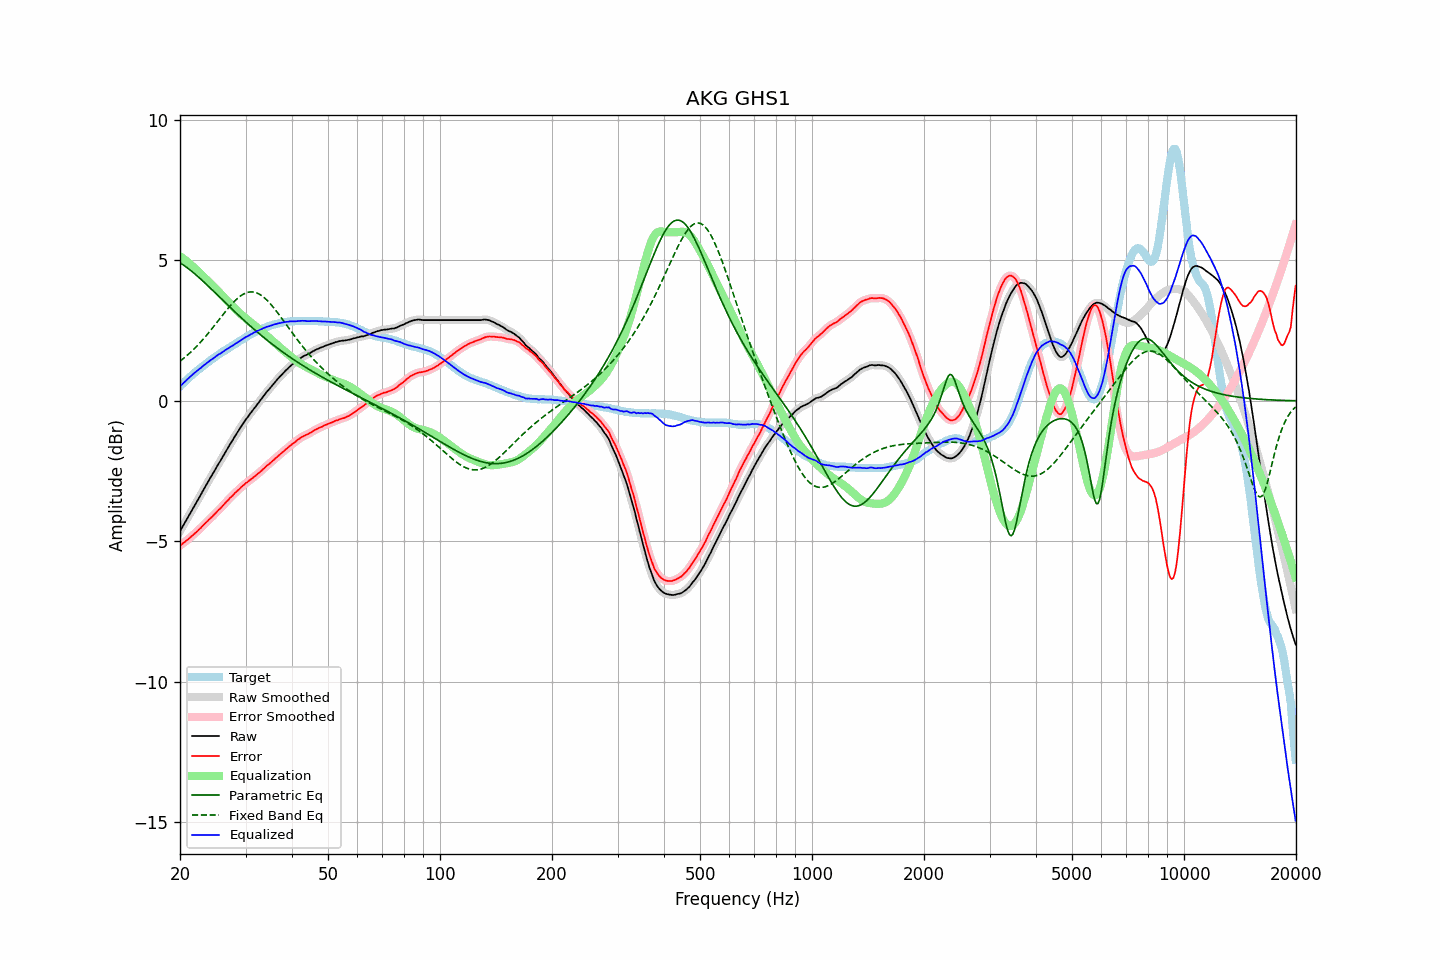 AKG GHS1
Amplitude (dBr)
10
5
0
−5
−10
−15
Target
Raw Smoothed
Error Smoothed
Raw
Error
Equalization
Parametric Eq
Fixed Band Eq
Equalized
20 50 100 200 500 1000 2000 5000 10000 20000
Frequency (Hz)